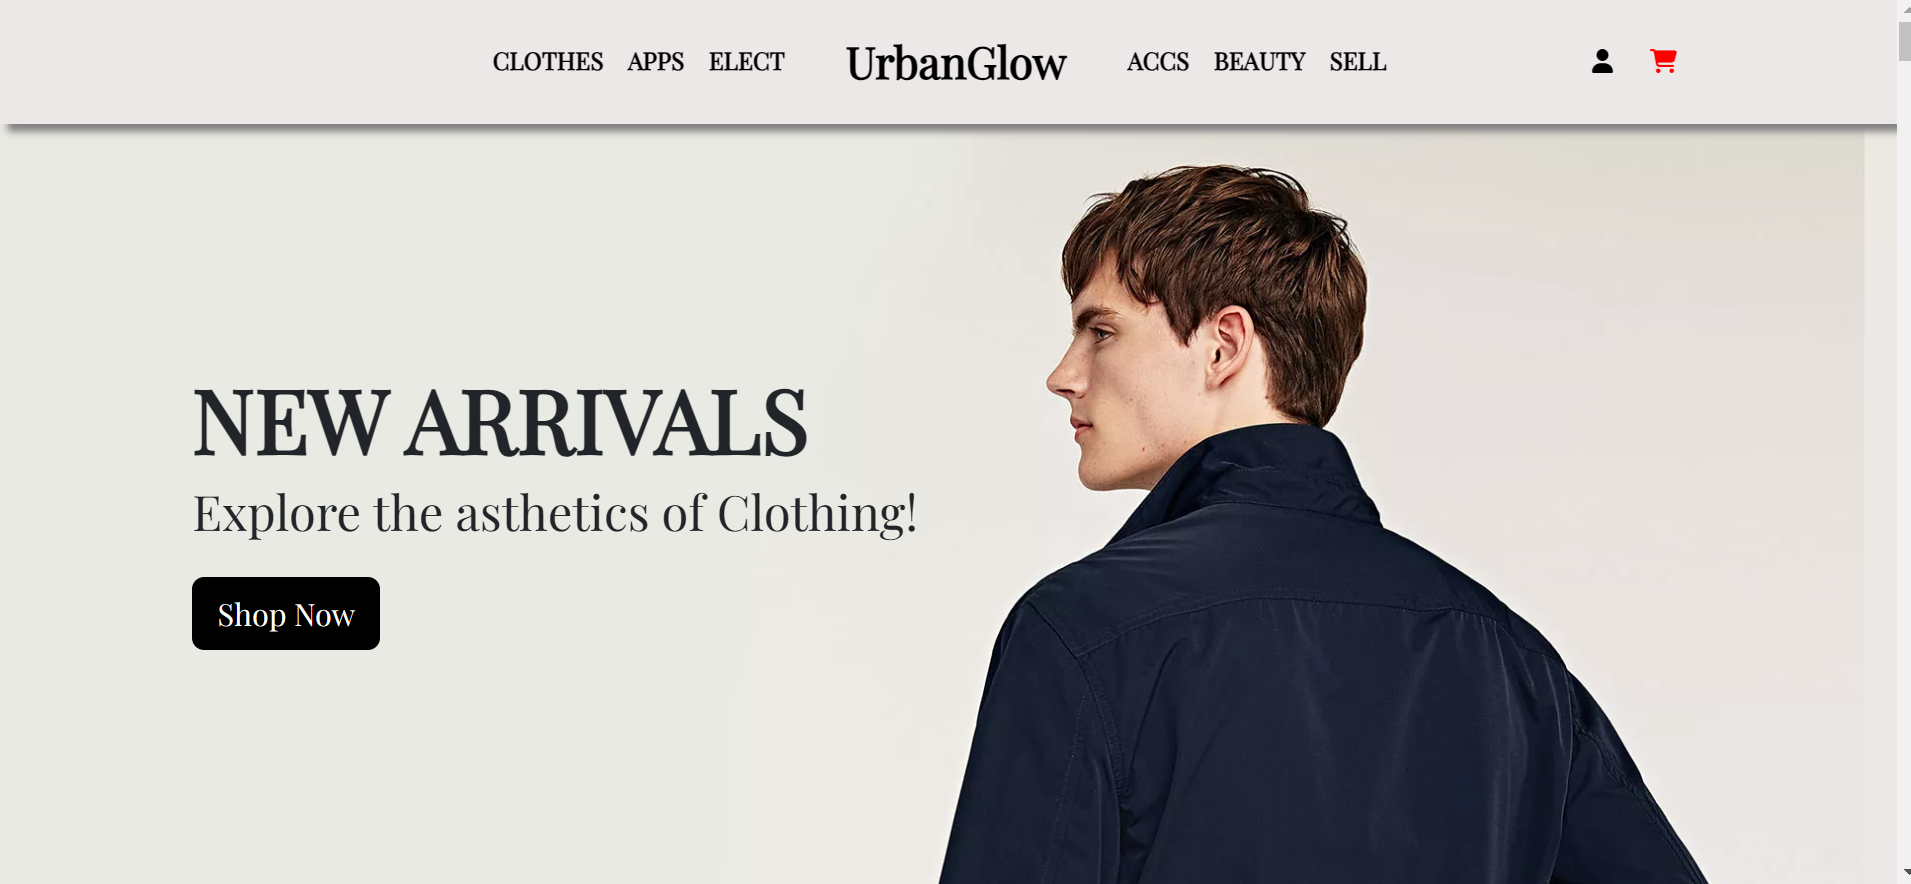 CLOTHES APPS ELECT UrbanGlow ACCS BEAUTY SELL
NEW ARRIVALS
Explore the asthetics of Clothing!
Shop Now